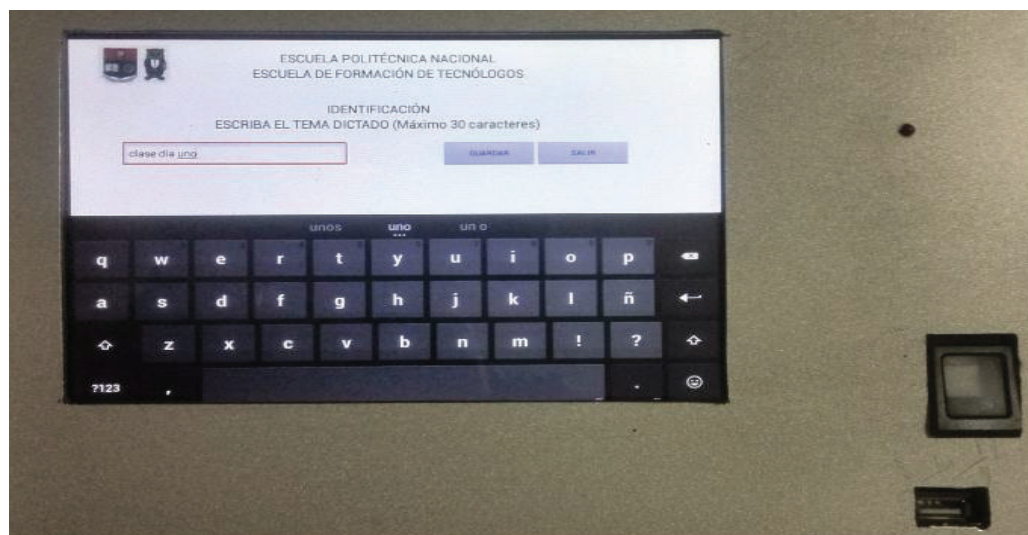 ESCUELA POLITÉCNICA NACIONAL
ESCUELA DE FORMACIÓN DE TECNÓLOGOS
IDENTIFICACIÓN
ESCRIBA EL TEMA DICTADO (Máximo 30 caracteres)
clase dia uno
GUARDAR SALIR
unos uno un o
q w e r t y u i o p
a s d f g h j k l ñ
z x c v b n m ! ?
?123 , .